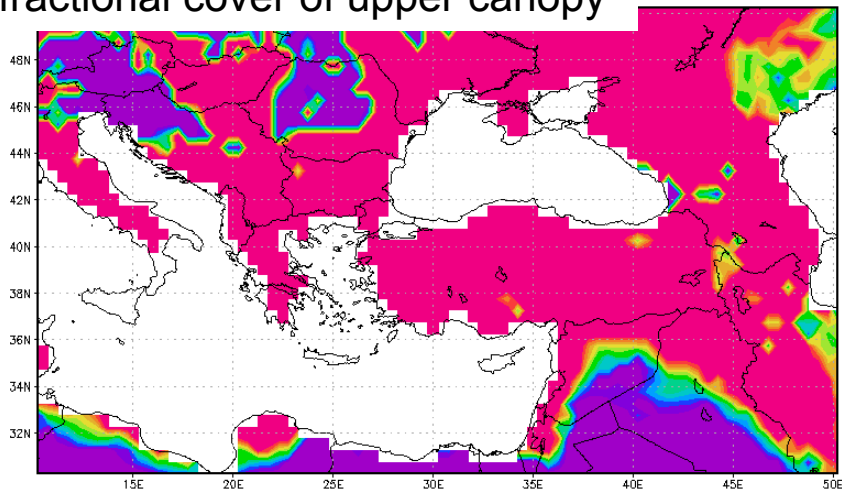 fractional cover of upper canopy
48N
46N
44N
42N
40N
38N
36N
34N
32N
15E 20E 25E 30E 35E 40E 45E 50E